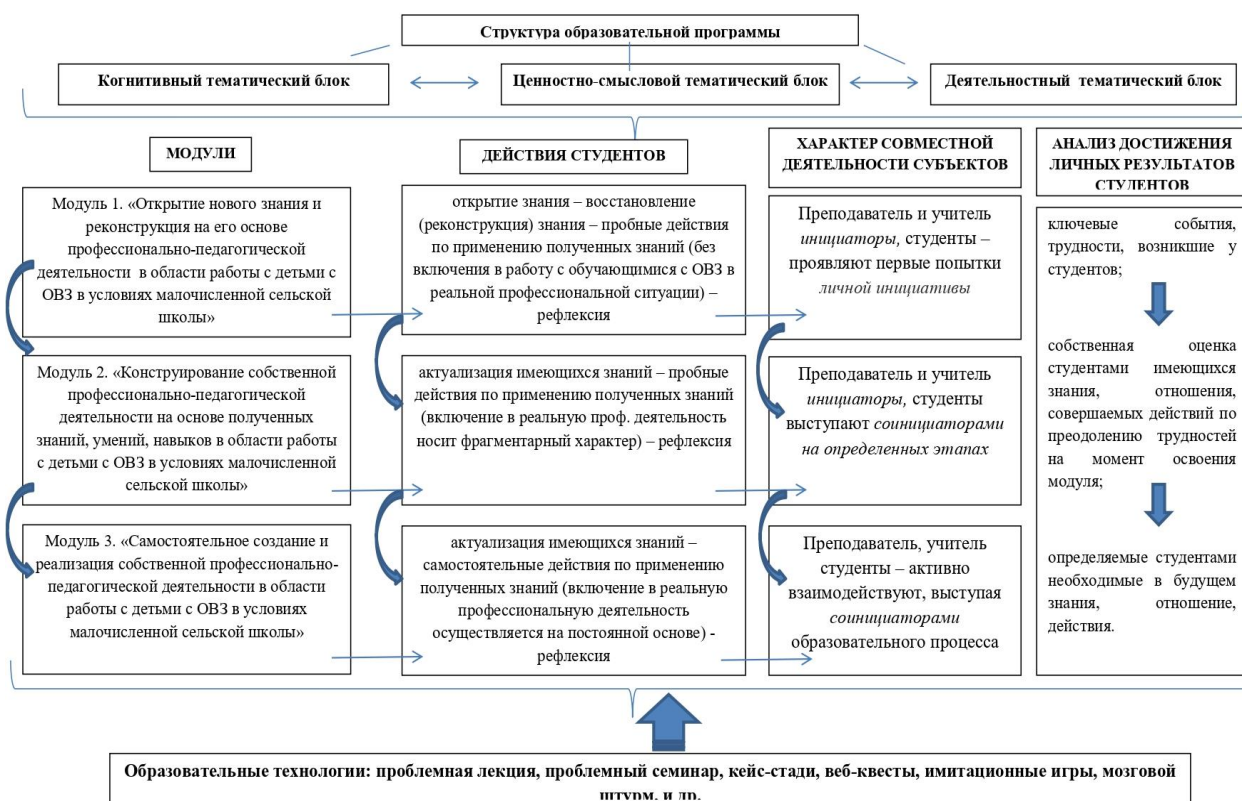 Структура образовательной программы
Когнитивный тематический блок
Ценностно-смысловой тематический блок
Деятельностный тематический блок
МОДУЛИ
ДЕЙСТВИЯ СТУДЕНТОВ
ХАРАКТЕР СОВМЕСТНОЙ
ДЕЯТЕЛЬНОСТИ СУБЪЕКТОВ
АНАЛИЗ ДОСТИЖЕНИЯ
ЛИЧНЫХ РЕЗУЛЬТАТОВ
СТУДЕНТОВ
Модуль 1. «Открытие нового знания и
реконструкция на его основе
профессионально-педагогической
деятельности в области работы с детьми с
ОВЗ в условиях малочисленной сельской
школы»
открытие знания – восстановление
(реконструкция) знания – пробные действия
по применению полученных знаний (без
включения в работу с обучающимися с ОВЗ в
реальной профессиональной ситуации) –
рефлексия
Преподаватель и учитель
инициаторы, студенты –
проявляют первые попытки
личной инициативы
ключевые события,
трудности, возникшие у
студентов;
Модуль 2. «Конструирование собственной
профессионально-педагогической
деятельности на основе полученных
знаний, умений, навыков в области работы
с детьми с ОВЗ в условиях малочисленной
сельской школы»
актуализация имеющихся знаний – пробные
действия по применению полученных знаний
(включение в реальную проф. деятельность
носит фрагментарный характер) – рефлексия
Преподаватель и учитель
инициаторы, студенты
выступают соинициаторами
на определенных этапах
собственная оценка
студентами имеющихся
знания, отношения,
совершаемых действий по
преодолению трудностей
на момент освоения
модуля;
Модуль 3. «Самостоятельное создание и
реализация собственной профессионально-
педагогической деятельности в области
работы с детьми с ОВЗ в условиях
малочисленной сельской школы»
актуализация имеющихся знаний –
самостоятельные действия по применению
полученных знаний (включение в реальную
профессиональную деятельность
осуществляется на постоянной основе) -
рефлексия
Преподаватель, учитель
студенты – активно
взаимодействуют, выступая
соинициаторами
образовательного процесса
определяемые студентами
необходимые в будущем
знания, отношение,
действия.
Образовательные технологии: проблемная лекция, проблемный семинар, кейс-стади, веб-квесты, имитационные игры, мозговой
штурм, и др.